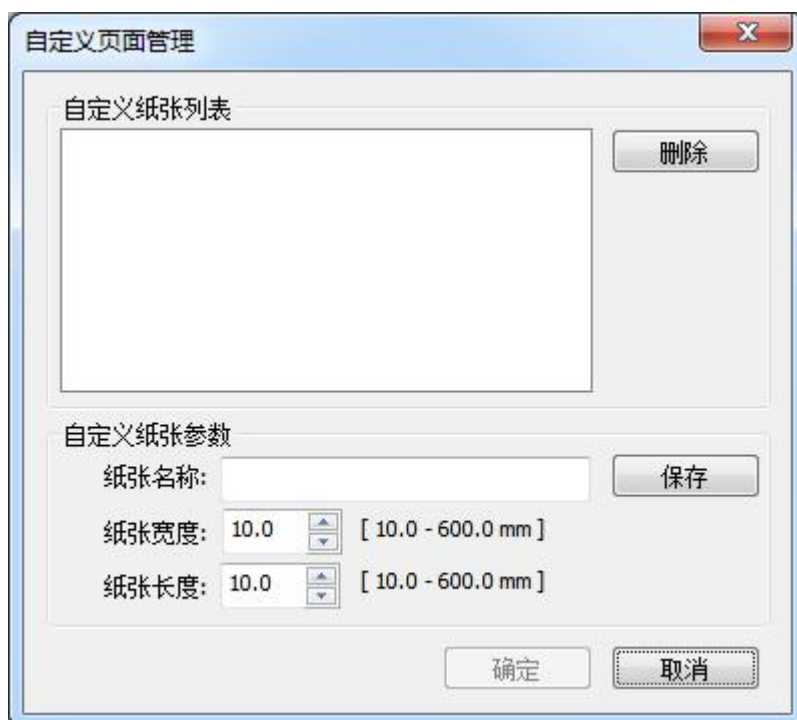 自定义页面管理
自定义纸张列表
删除
自定义纸张参数
纸张名称:
保存
纸张宽度: 10.0 [ 10.0 - 600.0 mm ]
纸张长度: 10.0 [ 10.0 - 600.0 mm ]
确定 取消